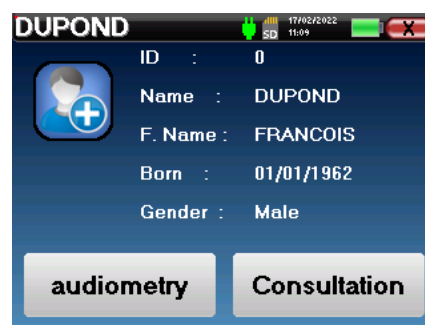 DUPOND
SD
17/02/2022
11:09
X
ID : 0
Name : DUPOND
F. Name : FRANCOIS
Born : 01/01/1962
Gender : Male
audiometry
Consultation